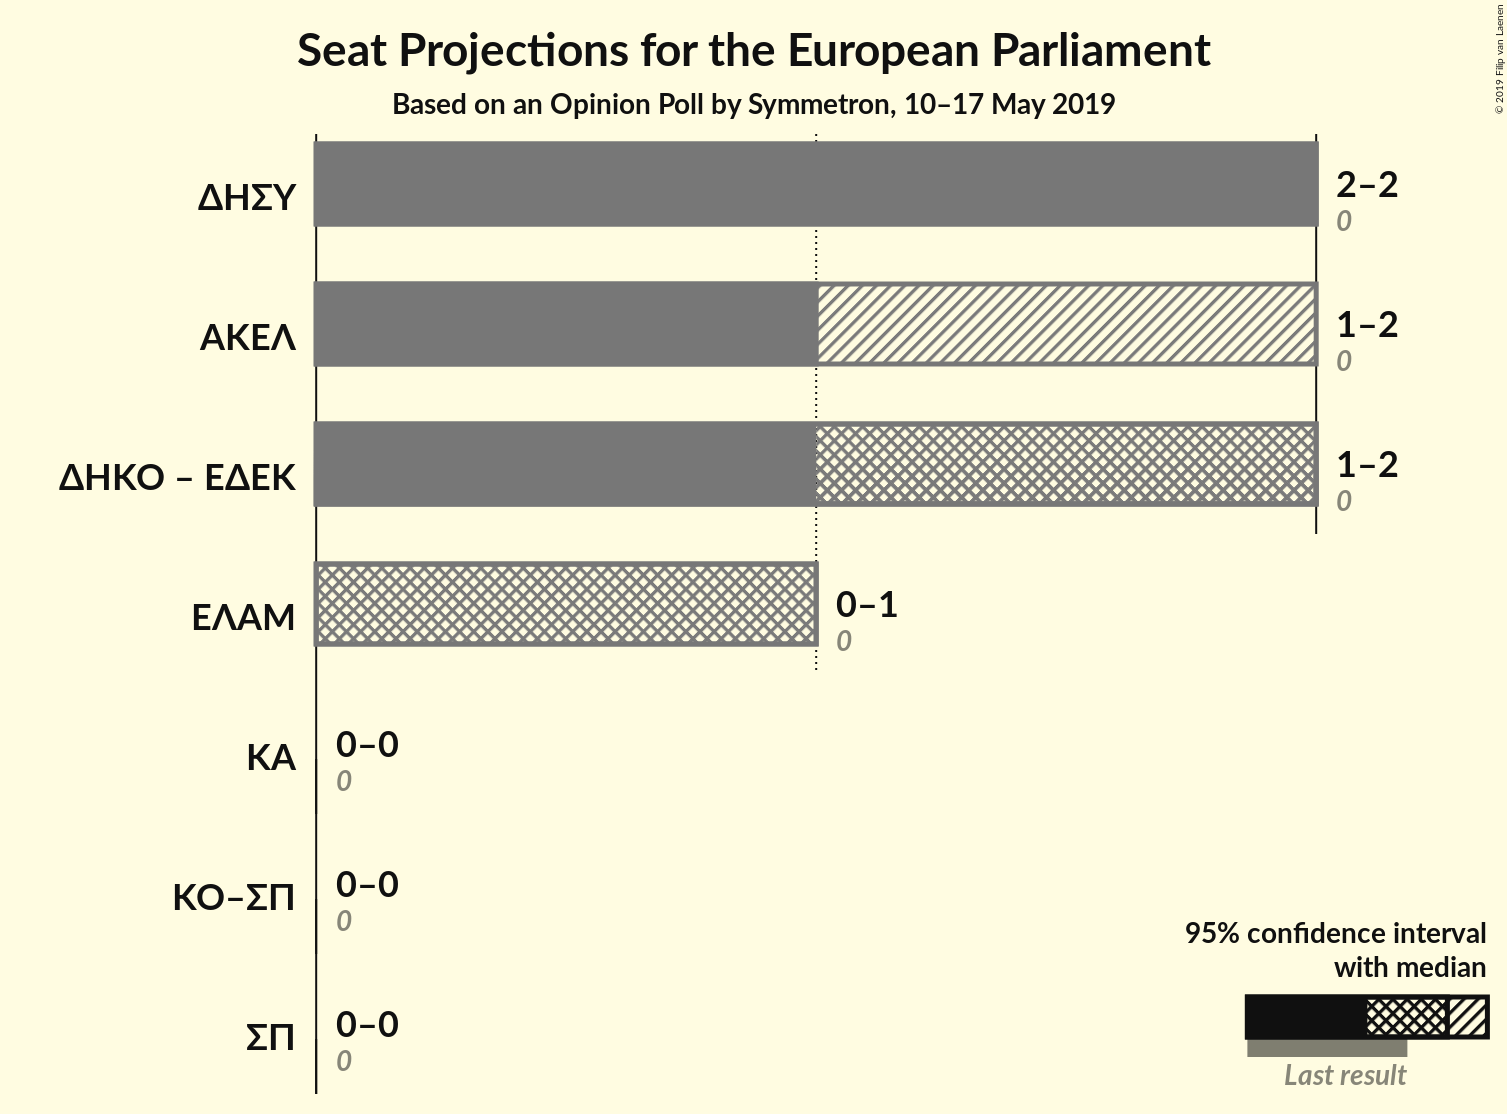 Seat Projections for the European Parliament
Based on an Opinion Poll by Symmetron, 10–17 May 2019
© 2019 Filip van Laenen
ΔΗΣΥ
2–2
0
ΑΚΕΛ
1–2
0
ΔΗΚΟ – ΕΔΕΚ
1–2
0
ΕΛΑΜ
0–1
0
ΚΑ
0–0
0
ΚΟ–ΣΠ
0–0
0
ΣΠ
0–0
0
95% confidence interval
with median
Last result